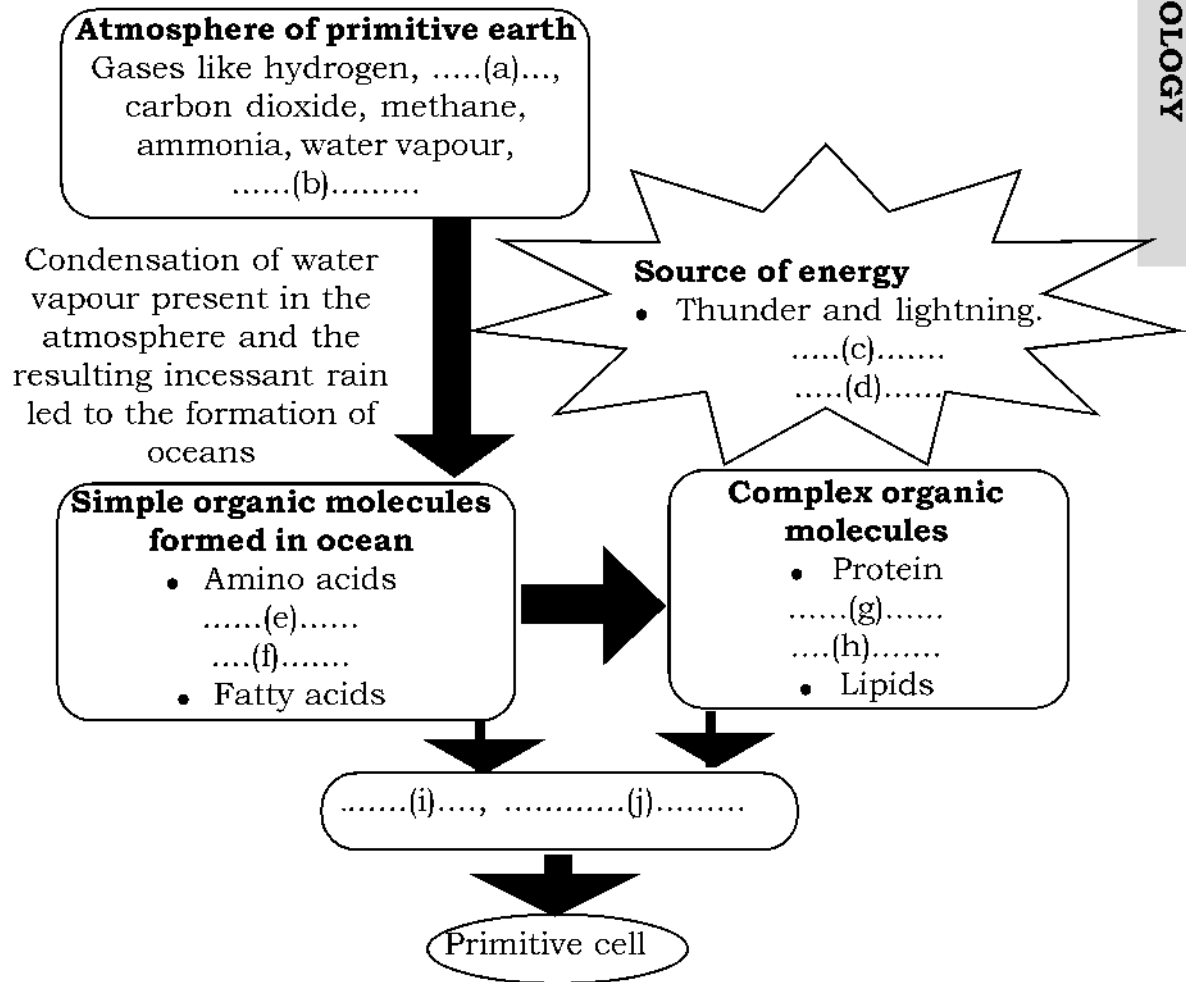 OLOGY
Atmosphere of primitive earth
Gases like hydrogen, .....(a)...,
carbon dioxide, methane,
ammonia, water vapour,
......(b).........
Condensation of water
vapour present in the
atmosphere and the
resulting incessant rain
led to the formation of
oceans
Source of energy
• Thunder and lightning.
.....(c).......
.....(d)......
Simple organic molecules
formed in ocean
• Amino acids
......(e)......
....(f).......
• Fatty acids
Complex organic
molecules
• Protein
......(g)......
....(h).......
• Lipids
.......(i)...., ............(j).........
Primitive cell